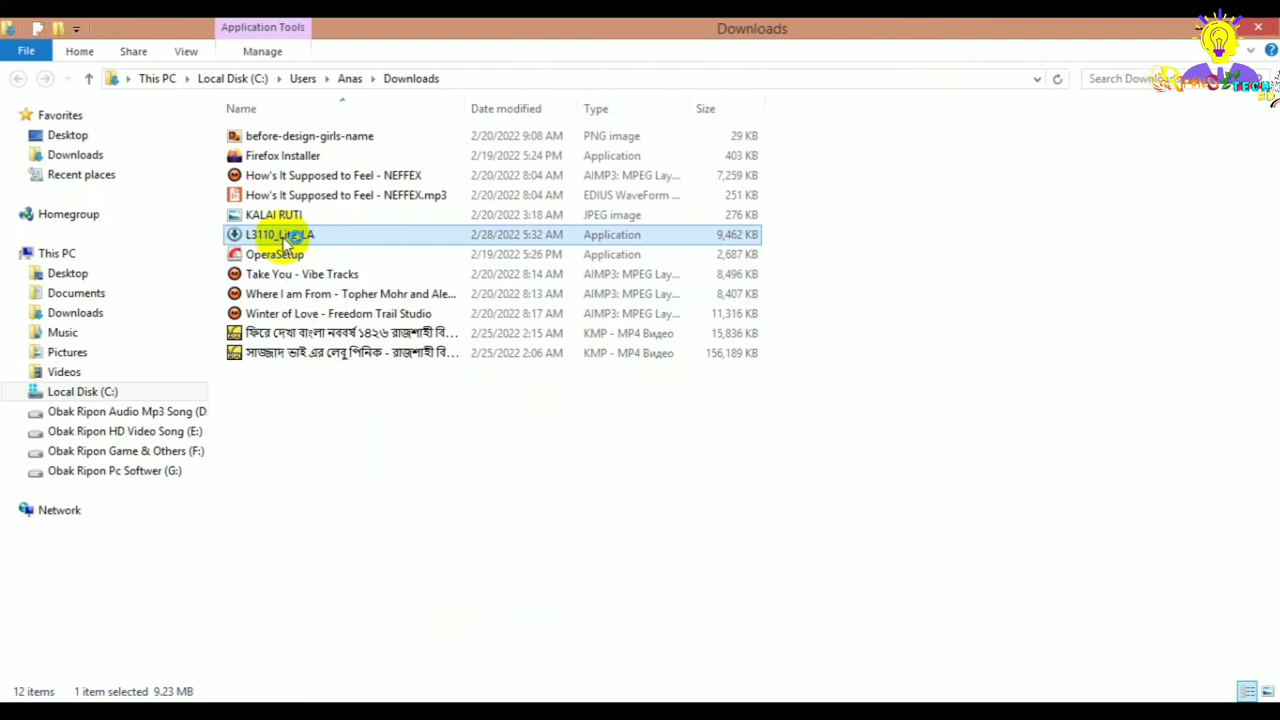 Application Tools
Downloads
File
Home
Share
View
Manage
This PC
Local Disk (C:)
Users
Anas
Downloads
Search
Name
Date modified
Type
Size
Favorites
Desktop
Downloads
Recent places
Homegroup
This PC
Desktop
Documents
Downloads
Music
Pictures
Videos
Local Disk (C:)
Obak Ripon Audio Mp3 Song (D:
Obak Ripon HD Video Song (E:)
Obak Ripon Game & Others (F:)
Obak Ripon Pc Softwer (G:)
Network
before-design-girls-name 2/20/2022 9:08 AM PNG image 29 KB
Firefox Installer 2/19/2022 5:24 PM Application 403 KB
How's It Supposed to Feel - NEFFEX 2/20/2022 8:04 AM AIMP3: MPEG Lay... 7,259 KB
How's It Supposed to Feel - NEFFEX.mp3 2/20/2022 8:04 AM EDIUS WaveForm ... 251 KB
KALAI RUTI 2/20/2022 3:18 AM JPEG image 276 KB
L3110_Lite_LA 2/28/2022 5:32 AM Application 9,462 KB
OperaSetup 2/19/2022 5:26 PM Application 2,687 KB
Take You - Vibe Tracks 2/20/2022 8:14 AM AIMP3: MPEG Lay... 8,496 KB
Where I am From - Topher Mohr and Ale... 2/20/2022 8:13 AM AIMP3: MPEG Lay... 8,407 KB
Winter of Love - Freedom Trail Studio 2/20/2022 8:17 AM AIMP3: MPEG Lay... 11,316 KB
ফিরে দেখা বাংলা নববর্ষ ১৪২৬ রাজশাহী বি... 2/25/2022 2:15 AM KMP - MP4 Видео 15,836 KB
সাজ্জাদ ভাই এর লেবু পিনিক - রাজশাহী বি... 2/25/2022 2:06 AM KMP - MP4 Видео 156,189 KB
12 items 1 item selected 9.23 MB